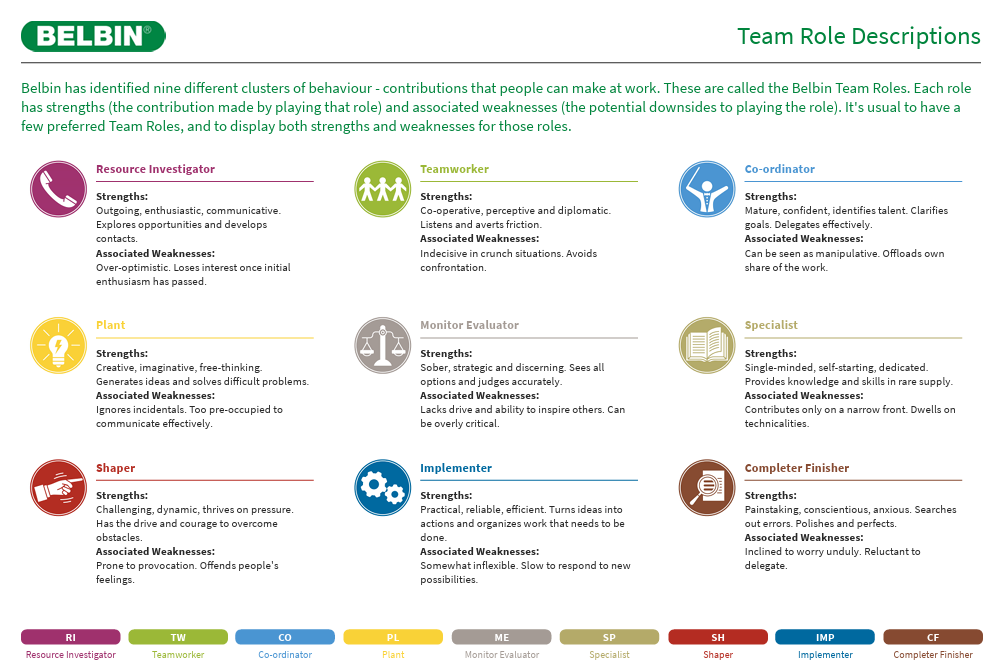 BELBIN®
Team Role Descriptions
Belbin has identified nine different clusters of behaviour - contributions that people can make at work. These are called the Belbin Team Roles. Each role
has strengths (the contribution made by playing that role) and associated weaknesses (the potential downsides to playing the role). It's usual to have a
few preferred Team Roles, and to display both strengths and weaknesses for those roles.
Resource Investigator
Strengths:
Outgoing, enthusiastic, communicative.
Explores opportunities and develops
contacts.
Associated Weaknesses:
Over-optimistic. Loses interest once initial
enthusiasm has passed.
Teamworker
Strengths:
Co-operative, perceptive and diplomatic.
Listens and averts friction.
Associated Weaknesses:
Indecisive in crunch situations. Avoids
confrontation.
Co-ordinator
Strengths:
Mature, confident, identifies talent. Clarifies
goals. Delegates effectively.
Associated Weaknesses:
Can be seen as manipulative. Offloads own
share of the work.
Plant
Strengths:
Creative, imaginative, free-thinking.
Generates ideas and solves difficult problems.
Associated Weaknesses:
Ignores incidentals. Too pre-occupied to
communicate effectively.
Monitor Evaluator
Strengths:
Sober, strategic and discerning. Sees all
options and judges accurately.
Associated Weaknesses:
Lacks drive and ability to inspire others. Can
be overly critical.
Specialist
Strengths:
Single-minded, self-starting, dedicated.
Provides knowledge and skills in rare supply.
Associated Weaknesses:
Contributes only on a narrow front. Dwells on
technicalities.
Shaper
Strengths:
Challenging, dynamic, thrives on pressure.
Has the drive and courage to overcome
obstacles.
Associated Weaknesses:
Prone to provocation. Offends people's
feelings.
Implementer
Strengths:
Practical, reliable, efficient. Turns ideas into
actions and organizes work that needs to be
done.
Associated Weaknesses:
Somewhat inflexible. Slow to respond to new
possibilities.
Completer Finisher
Strengths:
Painstaking, conscientious, anxious. Searches
out errors. Polishes and perfects.
Associated Weaknesses:
Inclined to worry unduly. Reluctant to
delegate.
RI
Resource Investigator
TW
Teamworker
CO
Co-ordinator
PL
Plant
ME
Monitor Evaluator
SP
Specialist
SH
Shaper
IMP
Implementer
CF
Completer Finisher